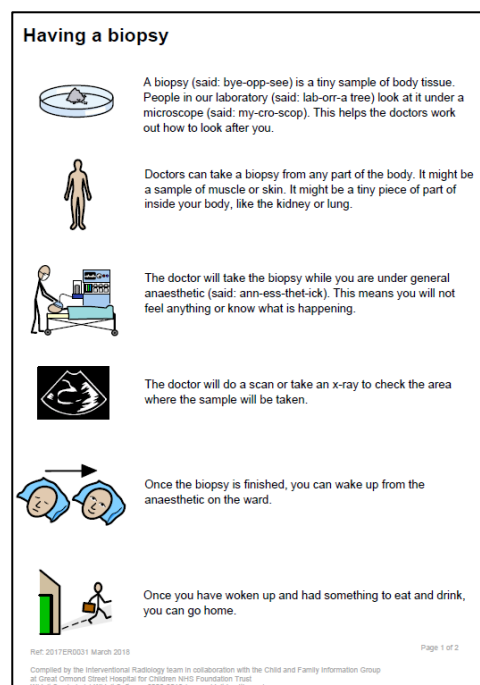 Having a biopsy
A biopsy (said: bye-opp-see) is a tiny sample of body tissue.
People in our laboratory (said: lab-orr-a tree) look at it under a
microscope (said: my-cro-scop). This helps the doctors work
out how to look after you.
Doctors can take a biopsy from any part of the body. It might be
a sample of muscle or skin. It might be a tiny piece of part of
inside your body, like the kidney or lung.
The doctor will take the biopsy while you are under general
anaesthetic (said: ann-ess-thet-ick). This means you will not
feel anything or know what is happening.
The doctor will do a scan or take an x-ray to check the area
where the sample will be taken.
Once the biopsy is finished, you can wake up from the
anaesthetic on the ward.
Once you have woken up and had something to eat and drink,
you can go home.
Ref: 2017ER0031 March 2018
Page 1 of 2
Compiled by the Interventional Radiology team in collaboration with the Child and Family Information Group
at Great Ormond Street Hospital for Children NHS Foundation Trust